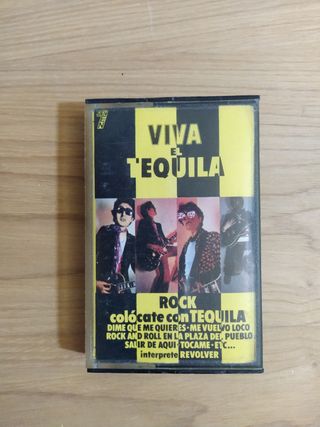 VIVA
EL
TEQUILA
ROCK
colócate con TEQUILA
DIME QUE ME QUIERES·ME VUELVO LOCO
ROCK AND ROLL EN LA PLAZA DEL PUEBLO
SALIR DE AQUI·TOCAME·ETC...
interprete REVOLVER